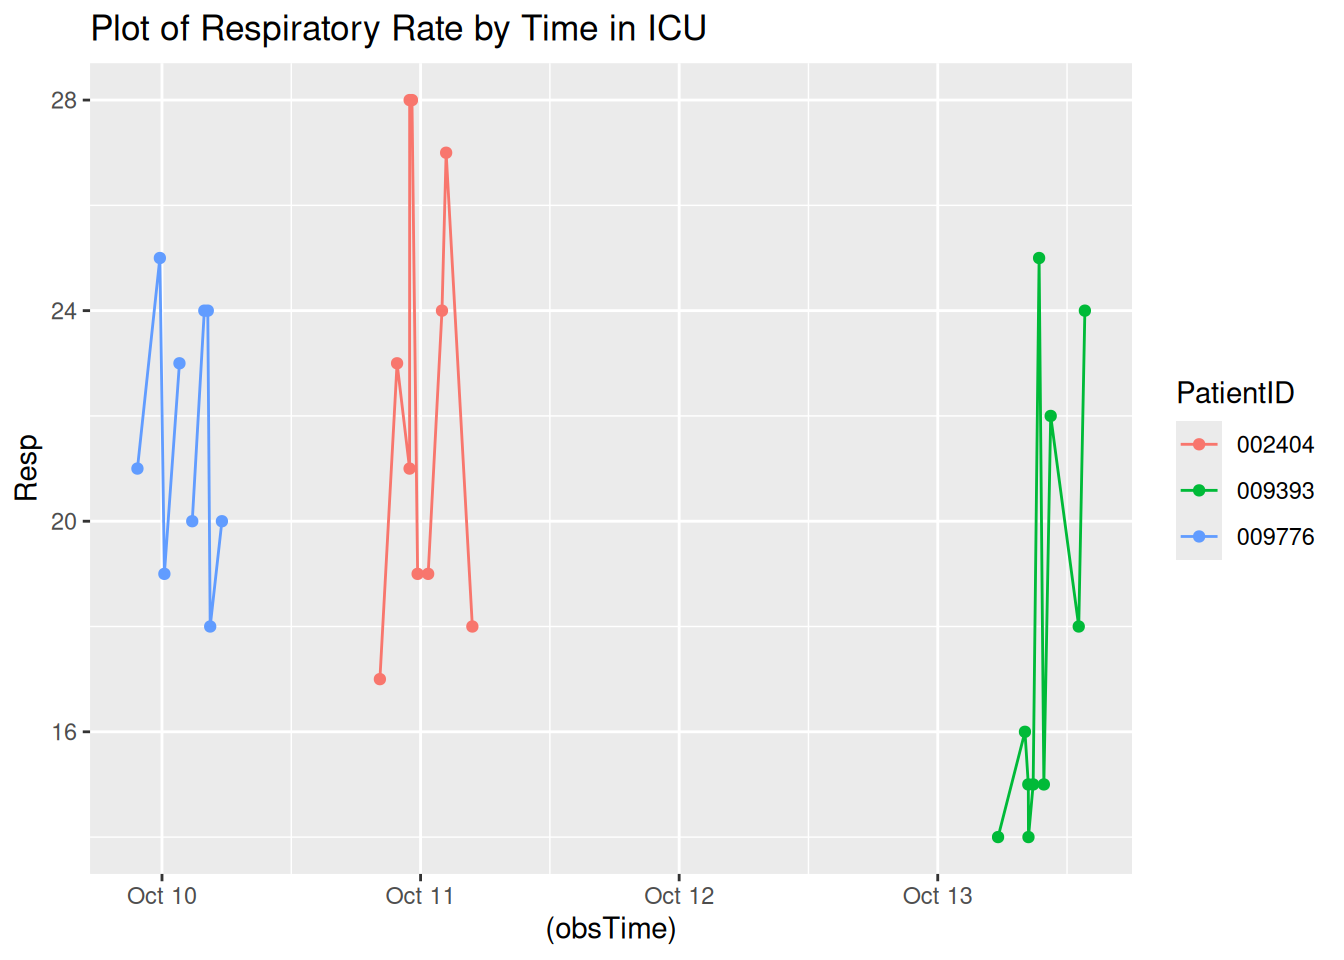 Plot of Respiratory Rate by Time in ICU
28
24
20
16
Resp
Oct 10 Oct 11 Oct 12 Oct 13
(obsTime)
PatientID
002404
009393
009776